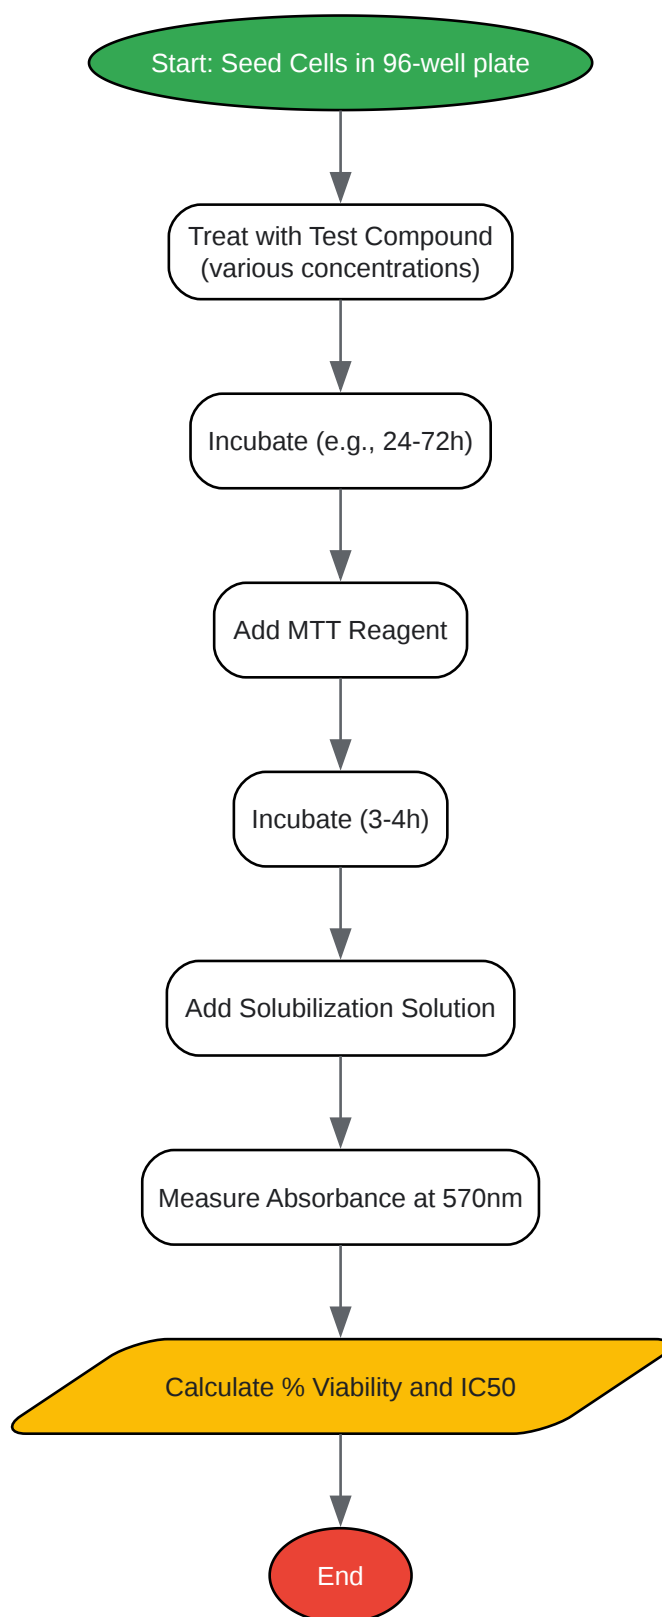 Start: Seed Cells in 96-well plate
Treat with Test Compound
(various concentrations)
Incubate (e.g., 24-72h)
Add MTT Reagent
Incubate (3-4h)
Add Solubilization Solution
Measure Absorbance at 570nm
Calculate % Viability and IC50
End